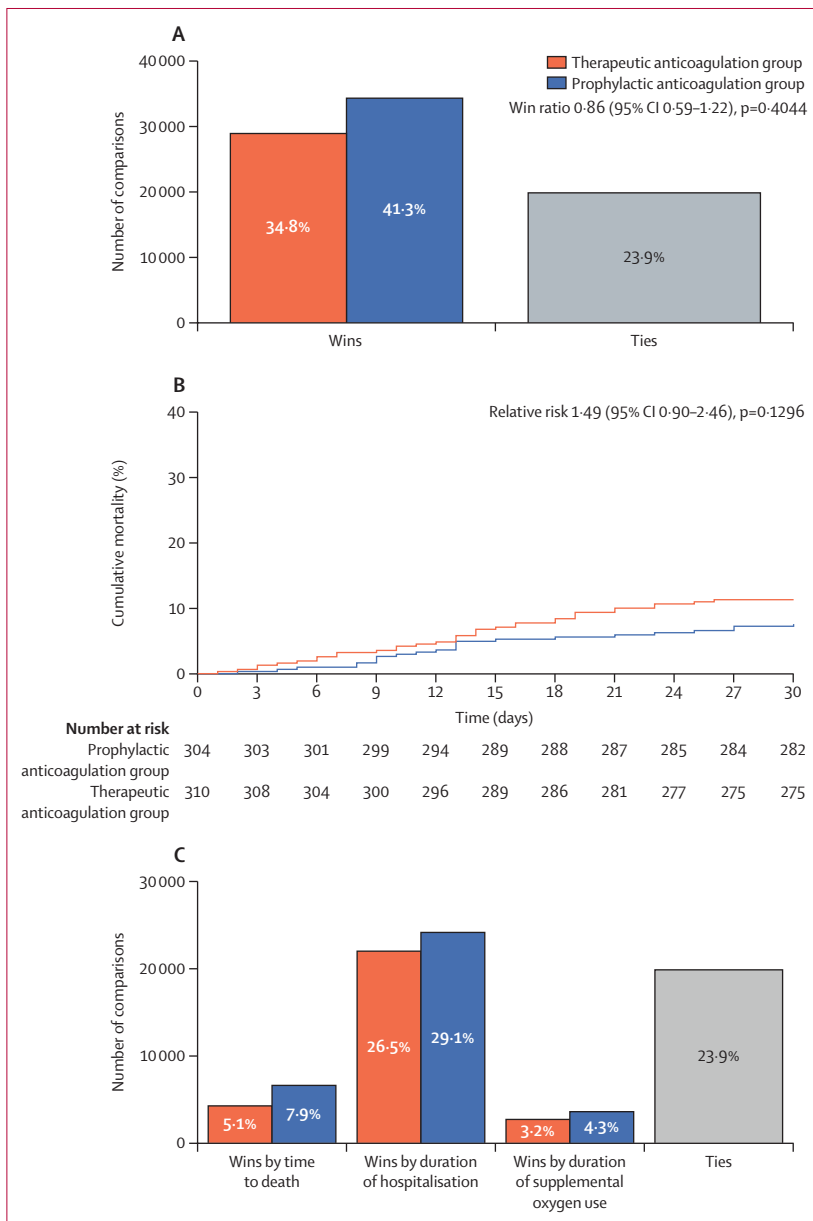 A
Therapeutic anticoagulation group
Prophylactic anticoagulation group
Win ratio 0·86 (95% CI 0·59–1·22), p=0·4044
Number of comparisons
40 000
30 000
20 000
10 000
0
34·8%
41·3%
23·9%
Wins
Ties
B
Relative risk 1·49 (95% CI 0·90–2·46), p=0·1296
Cumulative mortality (%)
40
30
20
10
0
0 3 6 9 12 15 18 21 24 27 30
Time (days)
Number at risk
Prophylactic
anticoagulation group
304 303 301 299 294 289 288 287 285 284 282
Therapeutic
anticoagulation group
310 308 304 300 296 289 286 281 277 275 275
C
Number of comparisons
30 000
20 000
10 000
0
5·1%
7·9%
26·5%
29·1%
3·2%
4·3%
23·9%
Wins by time
to death
Wins by duration
of hospitalisation
Wins by duration
of supplemental
oxygen use
Ties